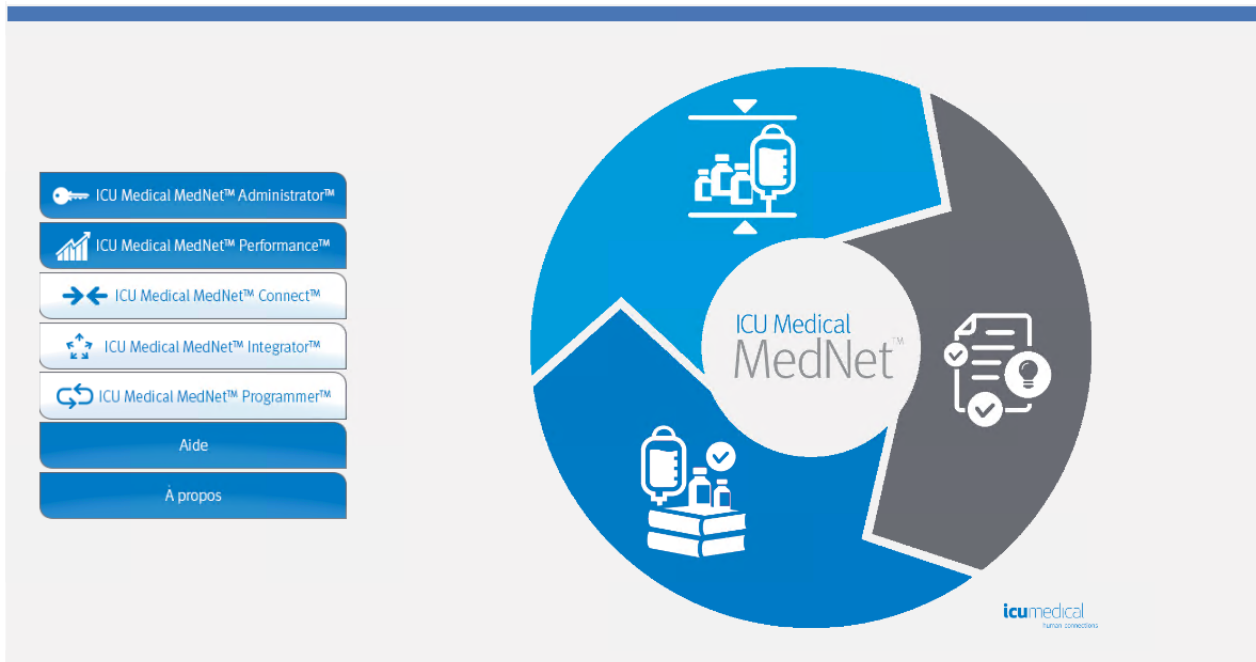 ICU Medical MedNet™ Administrator™
ICU Medical MedNet™ Performance™
ICU Medical MedNet™ Connect™
ICU Medical MedNet™ Integrator™
ICU Medical MedNet™ Programmer™
Aide
À propos
ICU Medical
MedNet™
icumedical
human connections